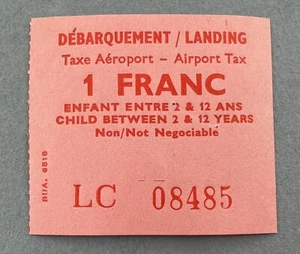 DÉBARQUEMENT / LANDING
Taxe Aéroport – Airport Tax
1 FRANC
ENFANT ENTRE 2 & 12 ANS
CHILD BETWEEN 2 & 12 YEARS
Non/Not Negociable
LC 08485